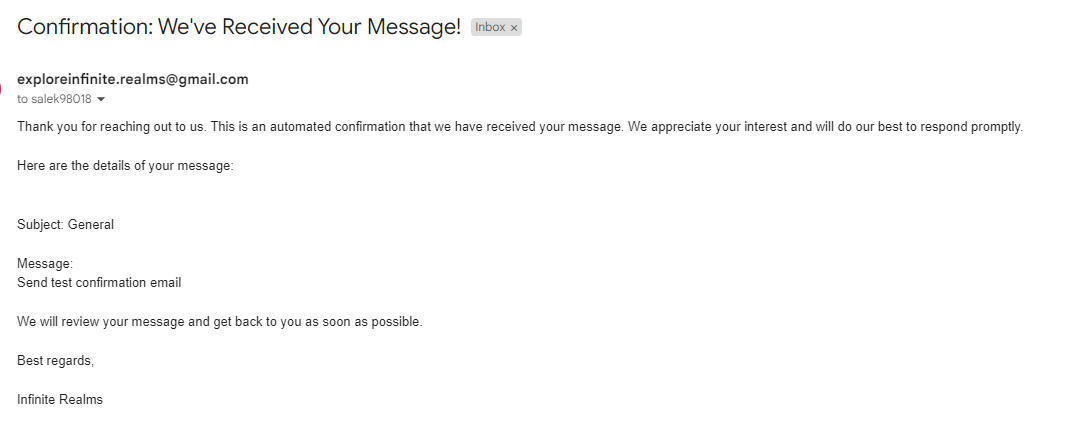 Confirmation: We've Received Your Message!
Inbox ×
exploreinfinite.realms@gmail.com
to salek98018
Thank you for reaching out to us. This is an automated confirmation that we have received your message. We appreciate your interest and will do our best to respond promptly.
Here are the details of your message:
Subject: General
Message:
Send test confirmation email
We will review your message and get back to you as soon as possible.
Best regards,
Infinite Realms